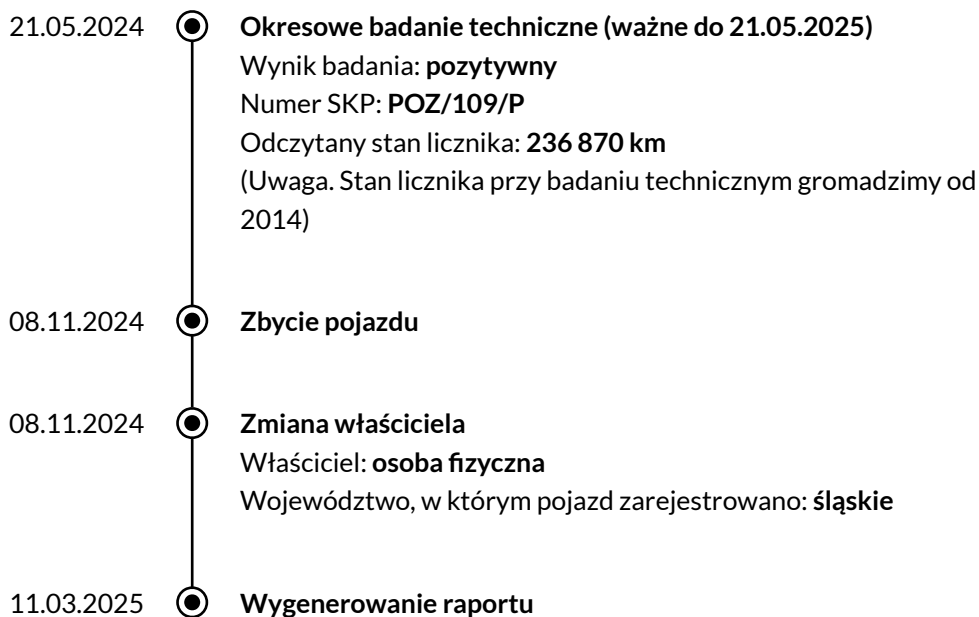 21.05.2024 Okresowe badanie techniczne (ważne do 21.05.2025)
Wynik badania: pozytywny
Numer SKP: POZ/109/P
Odczytany stan licznika: 236 870 km
(Uwaga. Stan licznika przy badaniu technicznym gromadzimy od
2014)
08.11.2024 Zbycie pojazdu
08.11.2024 Zmiana właściciela
Właściciel: osoba fizyczna
Województwo, w którym pojazd zarejestrowano: śląskie
11.03.2025 Wygenerowanie raportu